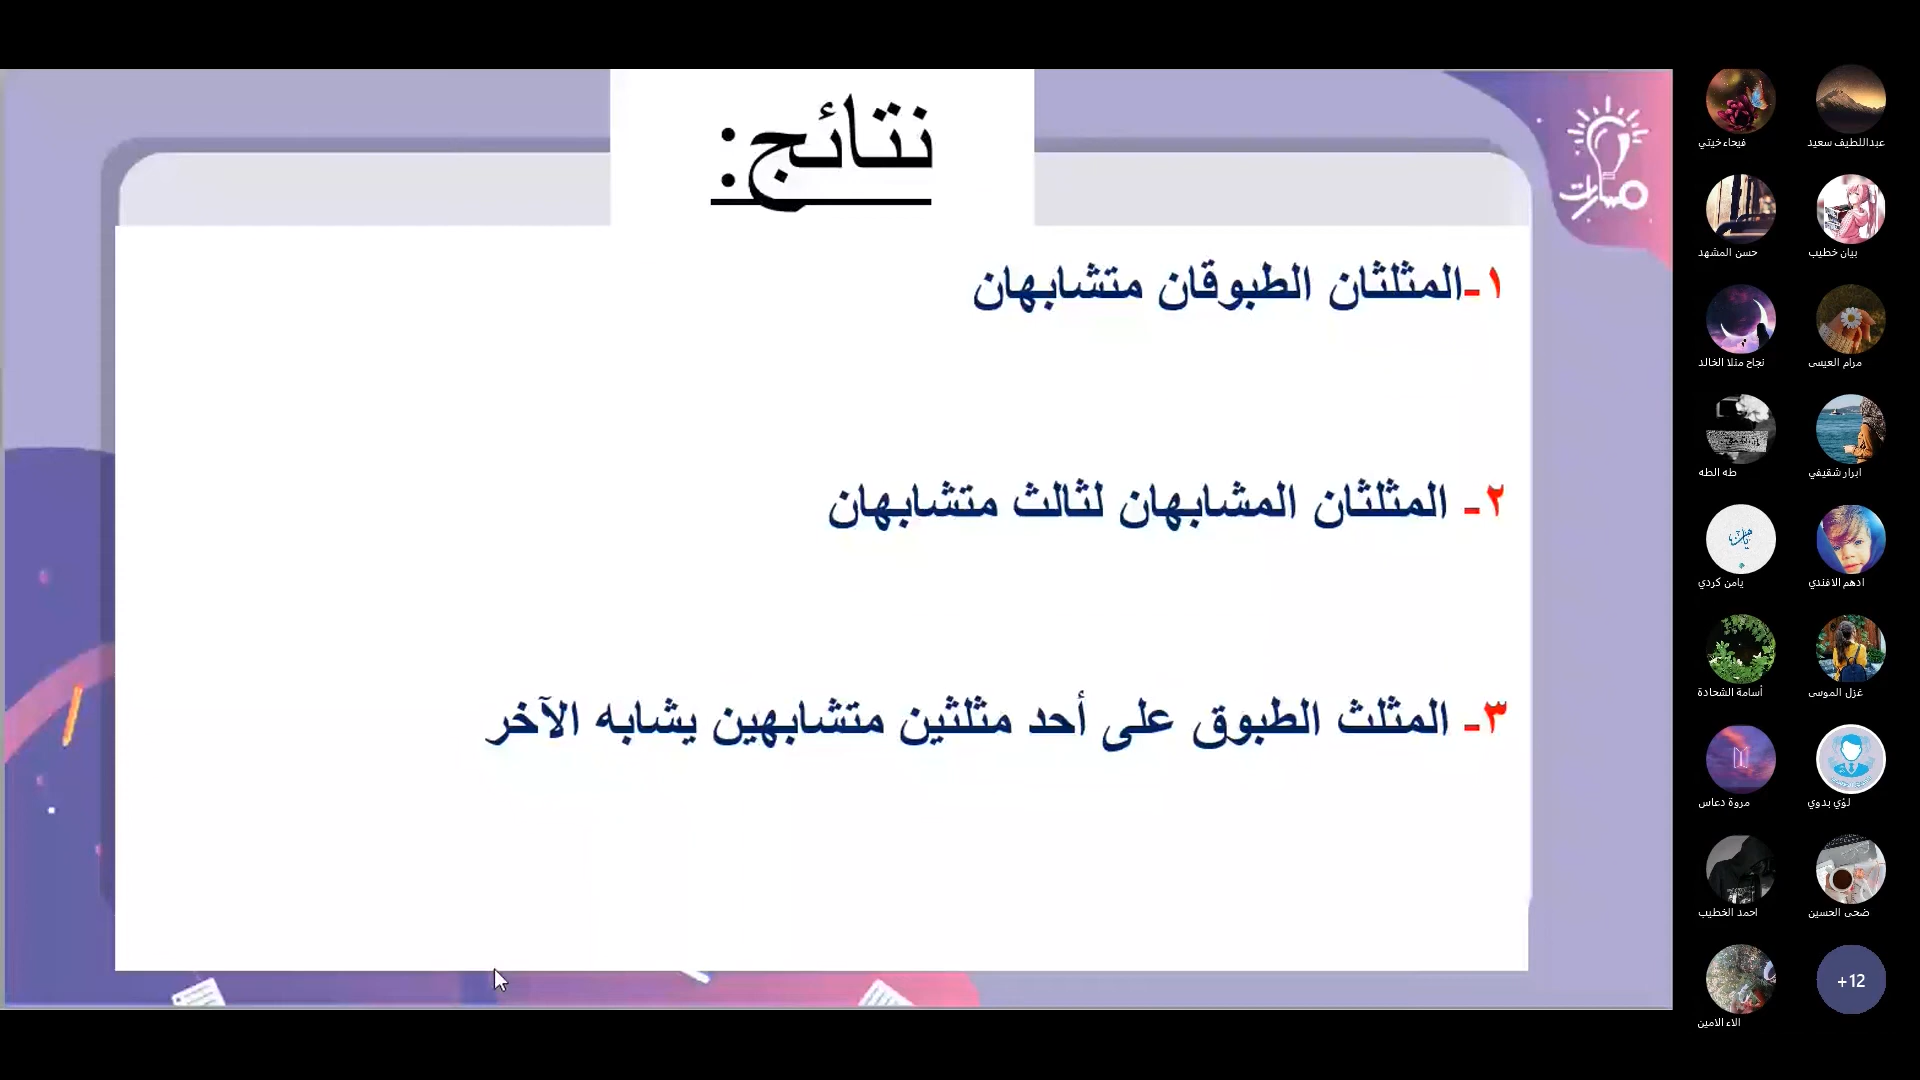 نتائج:
١-المثلثان الطبوقان متشابهان
٢- المثلثان المشابهان لثالث متشابهان
٣- المثلث الطبوق على أحد مثلثين متشابهين يشابه الآخر
مسارات
عبداللطيف سعيد
فيحاء خيتي
بيان خطيب
حسن المشهد
مرام العيسى
نجاح متلا الخالد
ابرار شقيفي
طه الطه
ادهم الافندي
يامن كردي
غزل الموسى
أسامة الشحادة
لؤي بدوي
مروة دعاس
ضحى الحسين
احمد الخطيب
+12
الاء الامين